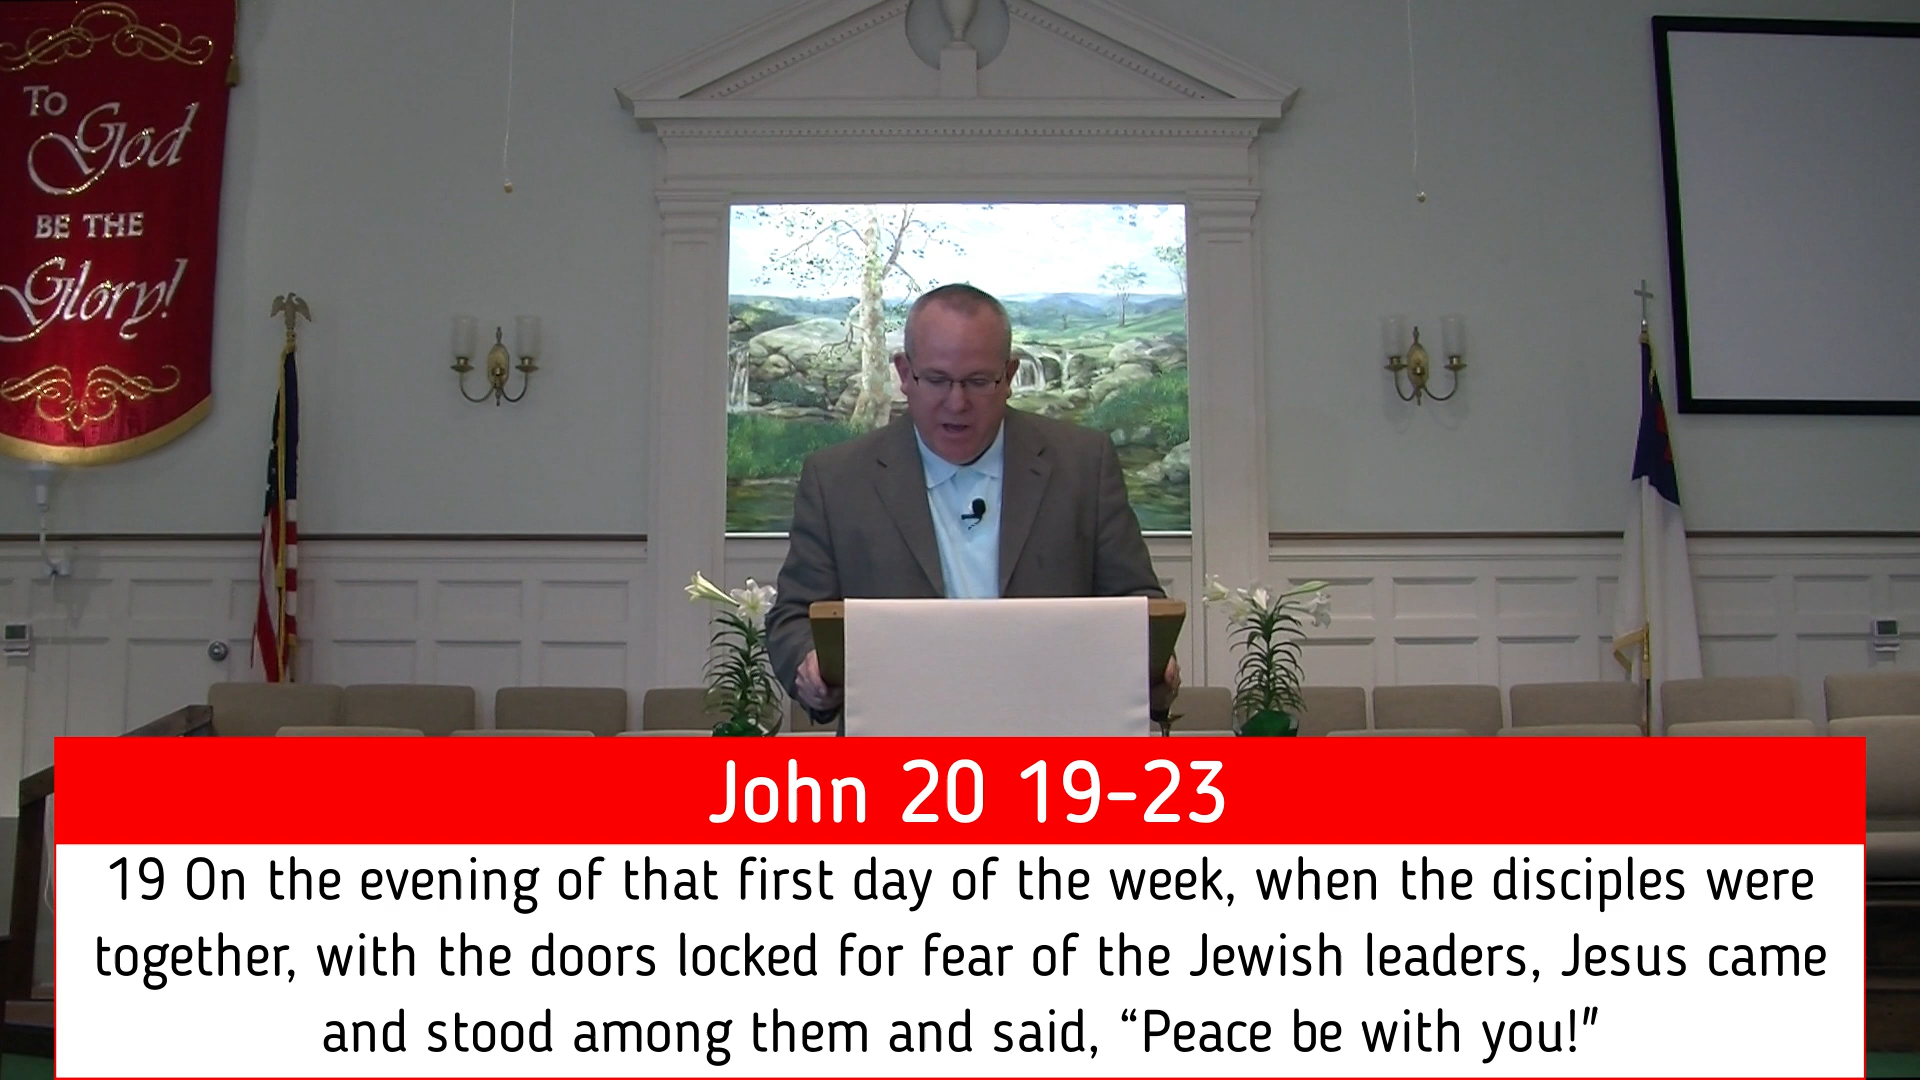 To
God
BE THE
Glory!
John 20 19-23
19 On the evening of that first day of the week, when the disciples were
together, with the doors locked for fear of the Jewish leaders, Jesus came
and stood among them and said, “Peace be with you!"